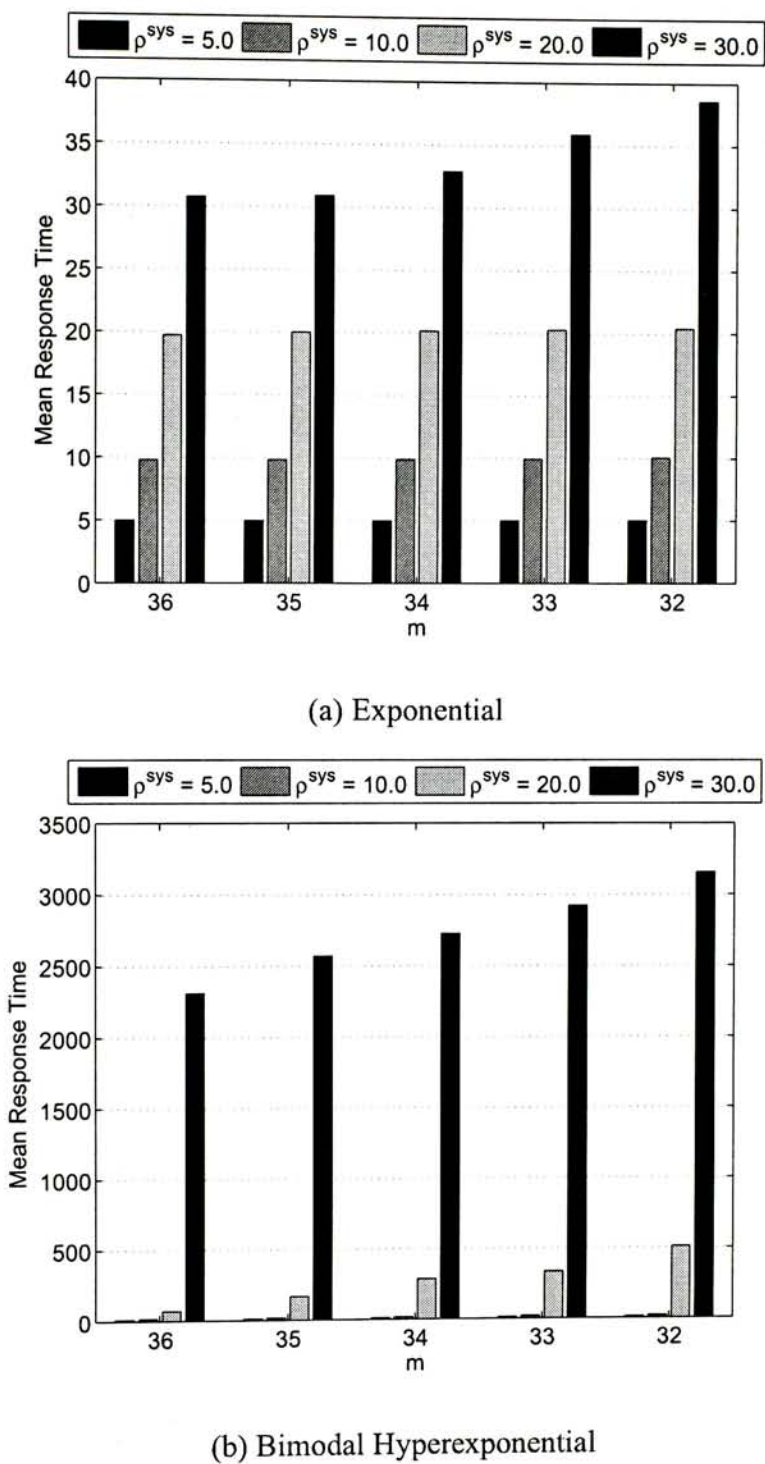 ρsys = 5.0 ρsys = 10.0 ρsys = 20.0 ρsys = 30.0
40
35
30
25
20
15
10
5
0
Mean Response Time
36 35 34 33 32
m
(a) Exponential
ρsys = 5.0 ρsys = 10.0 ρsys = 20.0 ρsys = 30.0
3500
3000
2500
2000
1500
1000
500
0
Mean Response Time
36 35 34 33 32
m
(b) Bimodal Hyperexponential